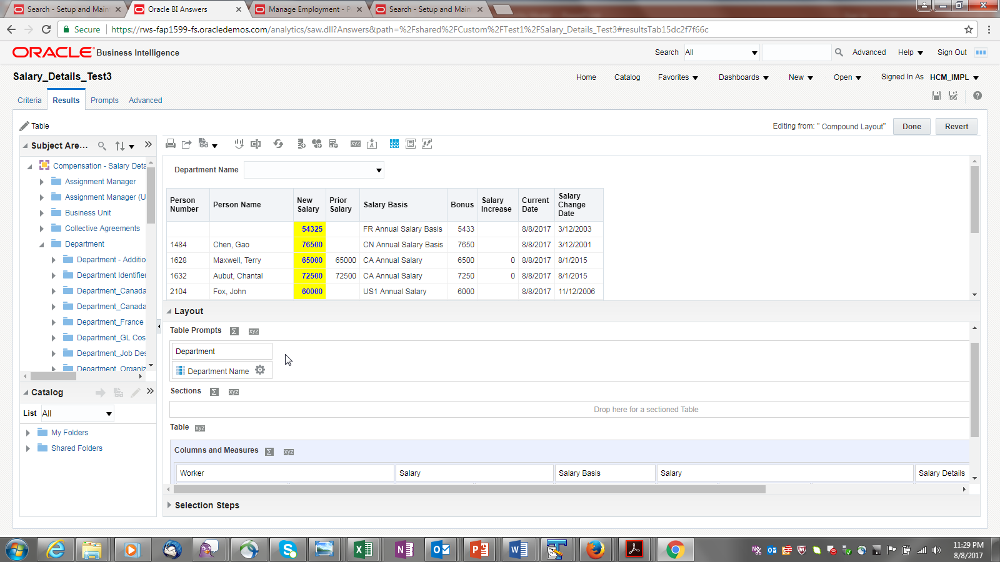 Search - Setup and Main
Oracle BI Answers
Manage Employment - P
Search - Setup and Main
Secure
https://rws-fap1599-fs.oracledemos.com/analytics/saw.dll?Answers&path=%2Fshared%2FCustom%2FTest1%2FSalary_Details_Test3#resultsTab15dc2f7f66c
ORACLE Business Intelligence
Search All Advanced Help Sign Out
Salary_Details_Test3
Home Catalog Favorites Dashboards New Open Signed In As HCM_IMPL
Criteria Results Prompts Advanced
Table
Editing from: " Compound Layout" Done Revert
Subject Are...
Compensation - Salary Deta
Assignment Manager
Assignment Manager (U
Business Unit
Collective Agreements
Department
Department - Additio
Department Identifier
Department_Canada
Department_Canada
Department_France
Department_GL Cos
Department_Job Des
Department_Organiz
Catalog
List All
My Folders
Shared Folders
xyz
Department Name
Person Number Person Name New Salary Prior Salary Salary Basis Bonus Salary Increase Current Date Salary Change Date
54325 FR Annual Salary Basis 5433 8/8/2017 3/12/2003
1484 Chen, Gao 76500 CN Annual Salary Basis 7650 8/8/2017 3/12/2001
1628 Maxwell, Terry 65000 65000 CA Annual Salary 6500 0 8/8/2017 8/1/2015
1632 Aubut, Chantal 72500 72500 CA Annual Salary 7250 0 8/8/2017 8/1/2015
2104 Fox, John 60000 US1 Annual Salary 6000 8/8/2017 11/12/2006
Layout
Table Prompts Σ xyz
Department
Department Name
Sections Σ xyz
Drop here for a sectioned Table
Table xyz
Columns and Measures Σ xyz
Worker Salary Salary Basis Salary Salary Details
Selection Steps
11:29 PM
8/8/2017